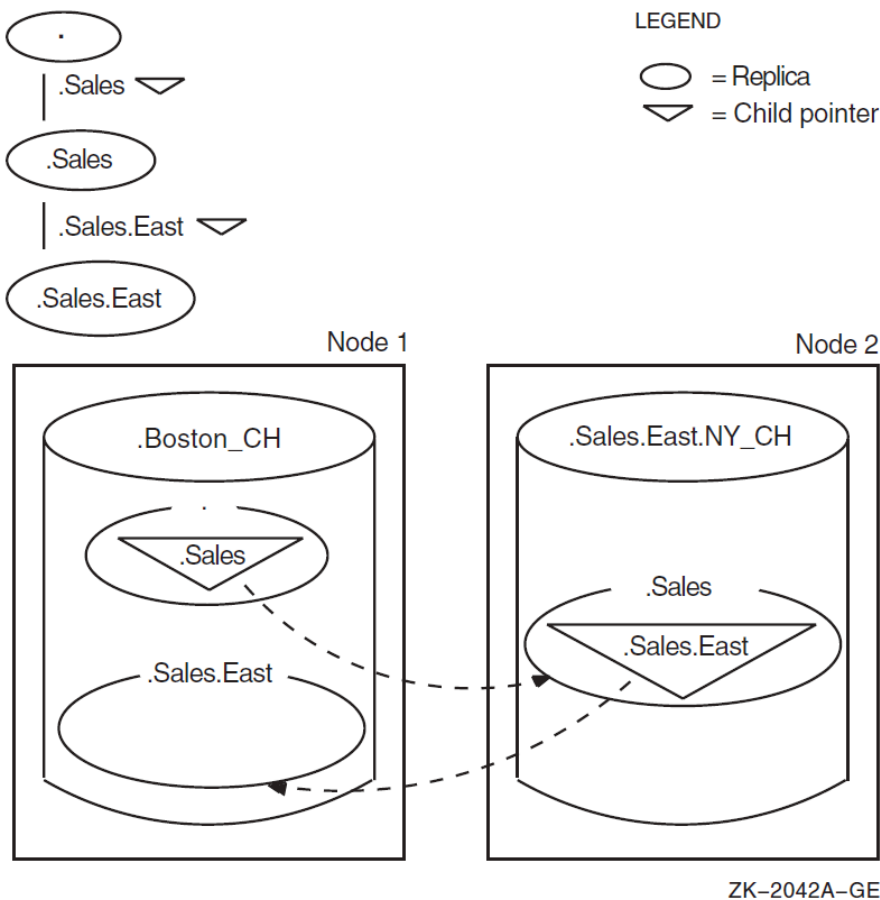 .
LEGEND
.Sales
= Replica
= Child pointer
.Sales
.Sales.East
.Sales.East
Node 1
Node 2
.Boston_CH
.Sales.East.NY_CH
.
.Sales
.Sales
.Sales.East
.Sales.East
ZK–2042A–GE